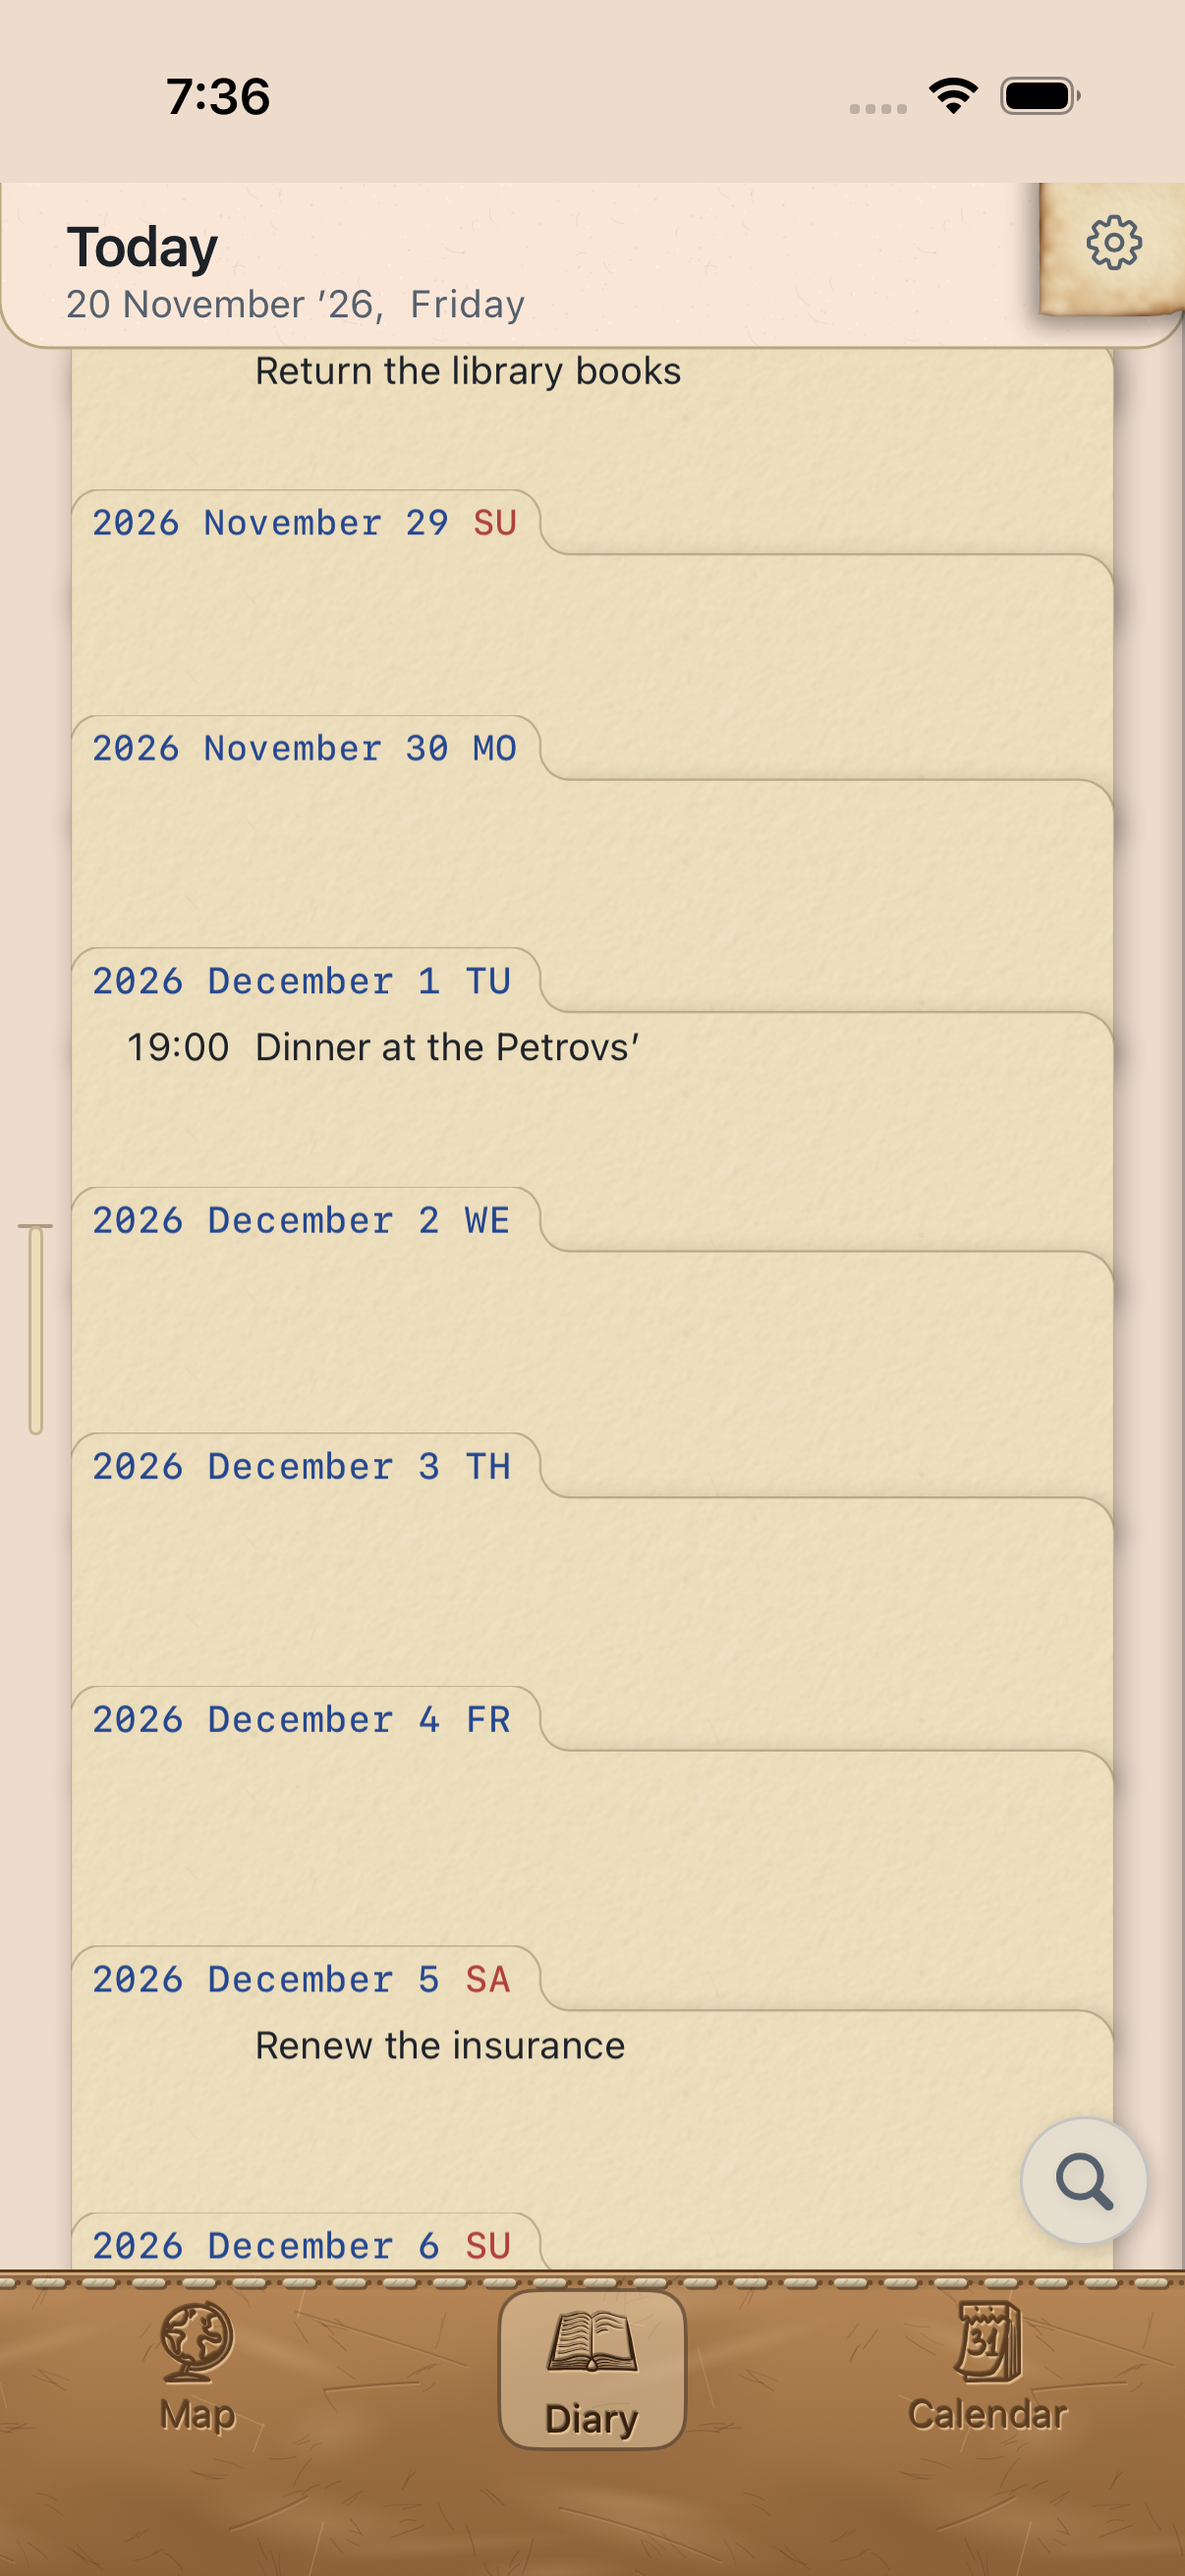 7:36
Today
20 November ’26, Friday
Return the library books
2026 November 29 SU
2026 November 30 MO
2026 December 1 TU
19:00 Dinner at the Petrovs’
2026 December 2 WE
2026 December 3 TH
2026 December 4 FR
2026 December 5 SA
Renew the insurance
2026 December 6 SU
31
Map
Diary
Calendar